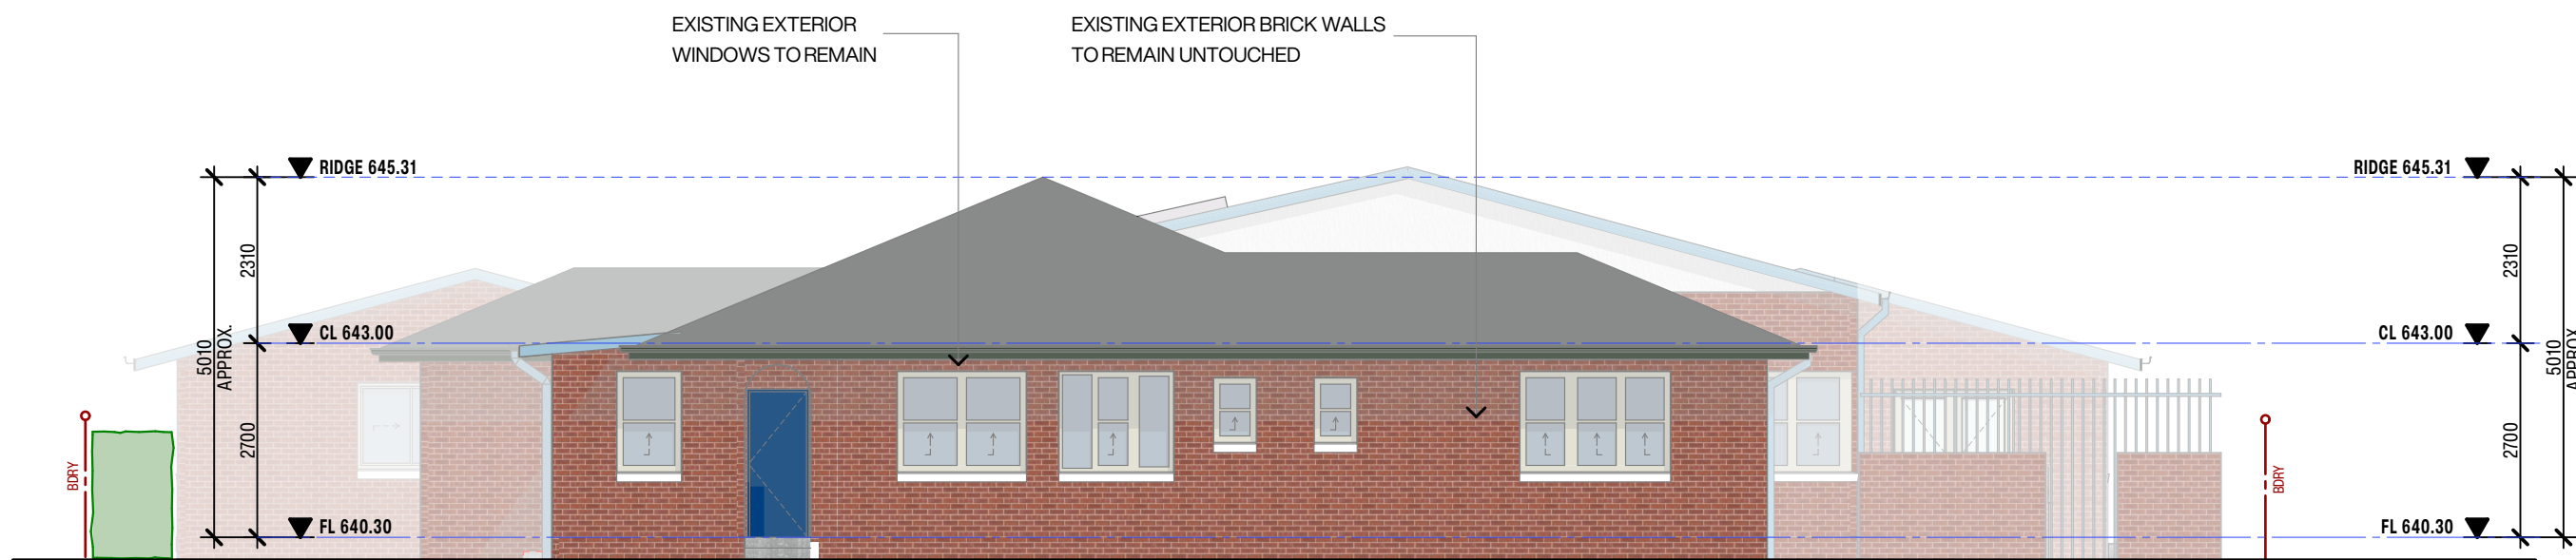 EXISTING EXTERIOR
WINDOWS TO REMAIN
EXISTING EXTERIOR BRICK WALLS
TO REMAIN UNTOUCHED
RIDGE 645.31
RIDGE 645.31
2310
2310
CL 643.00
CL 643.00
5010
APPROX.
5010
APPROX
2700
2700
BDRY
BDRY
FL 640.30
FL 640.30